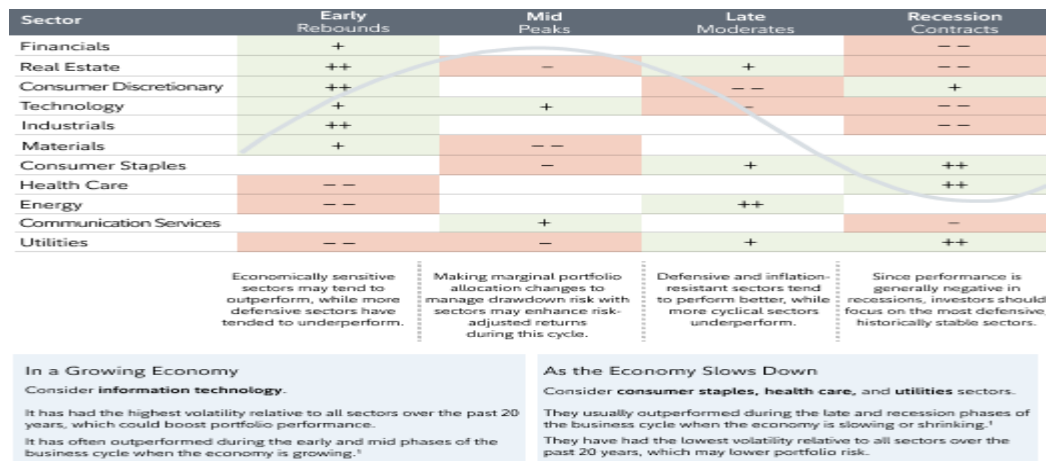 Sector Early Mid Late Recession
Rebounds Peaks Moderates Contracts
Financials + – –
Real Estate ++ – + – –
Consumer Discretionary ++ – – +
Technology + + – – –
Industrials ++ – –
Materials + – –
Consumer Staples – + ++
Health Care – – ++
Energy – – ++
Communication Services + –
Utilities – – – + ++
Economically sensitive
sectors may tend to
outperform, while more
defensive sectors have
tended to underperform.
Making marginal portfolio
allocation changes to
manage drawdown risk with
sectors may enhance risk-
adjusted returns
during this cycle.
Defensive and inflation-
resistant sectors tend
to perform better, while
more cyclical sectors
underperform.
Since performance is
generally negative in
recessions, investors should
focus on the most defensive,
historically stable sectors.
In a Growing Economy
Consider information technology.
It has had the highest volatility relative to all sectors over the past 20
years, which could boost portfolio performance.
It has often outperformed during the early and mid phases of the
business cycle when the economy is growing.¹
As the Economy Slows Down
Consider consumer staples, health care, and utilities sectors.
They usually outperformed during the late and recession phases of
the business cycle when the economy is slowing or shrinking.¹
They have had the lowest volatility relative to all sectors over the
past 20 years, which may lower portfolio risk.